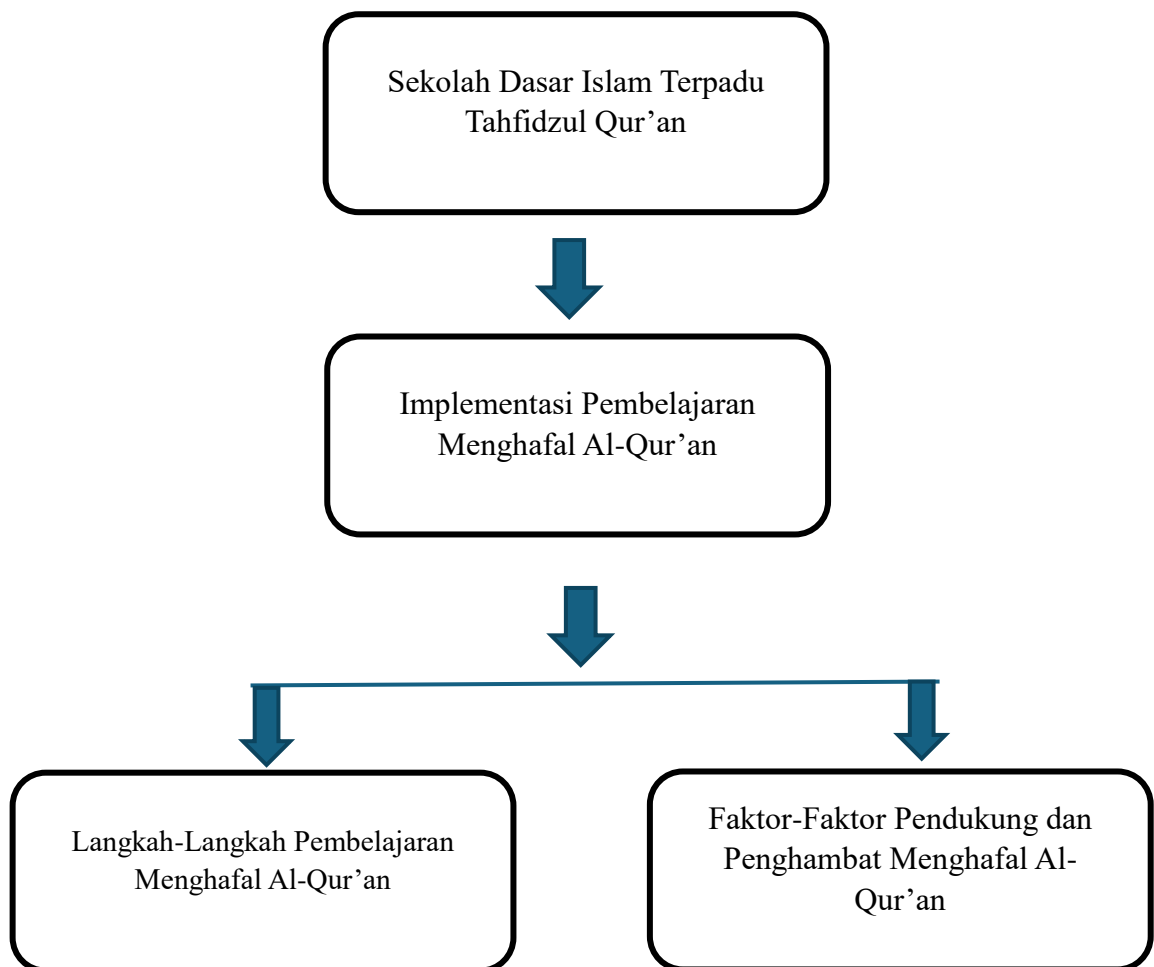 Sekolah Dasar Islam Terpadu
Tahfidzul Qur’an
Implementasi Pembelajaran
Menghafal Al-Qur’an
Langkah-Langkah Pembelajaran
Menghafal Al-Qur’an
Faktor-Faktor Pendukung dan
Penghambat Menghafal Al-
Qur’an